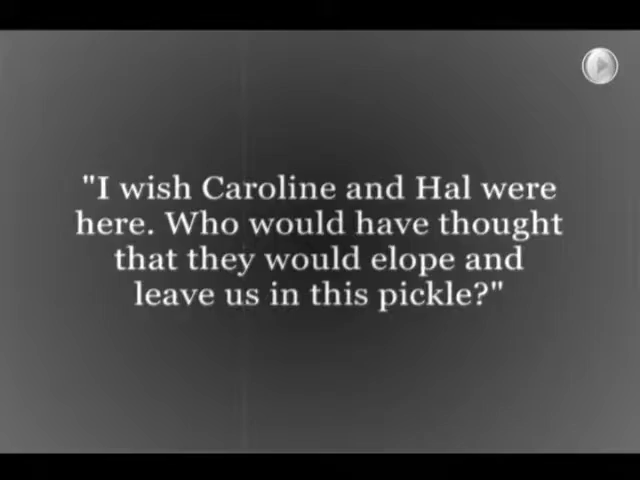 "I wish Caroline and Hal were
here. Who would have thought
that they would elope and
leave us in this pickle?"